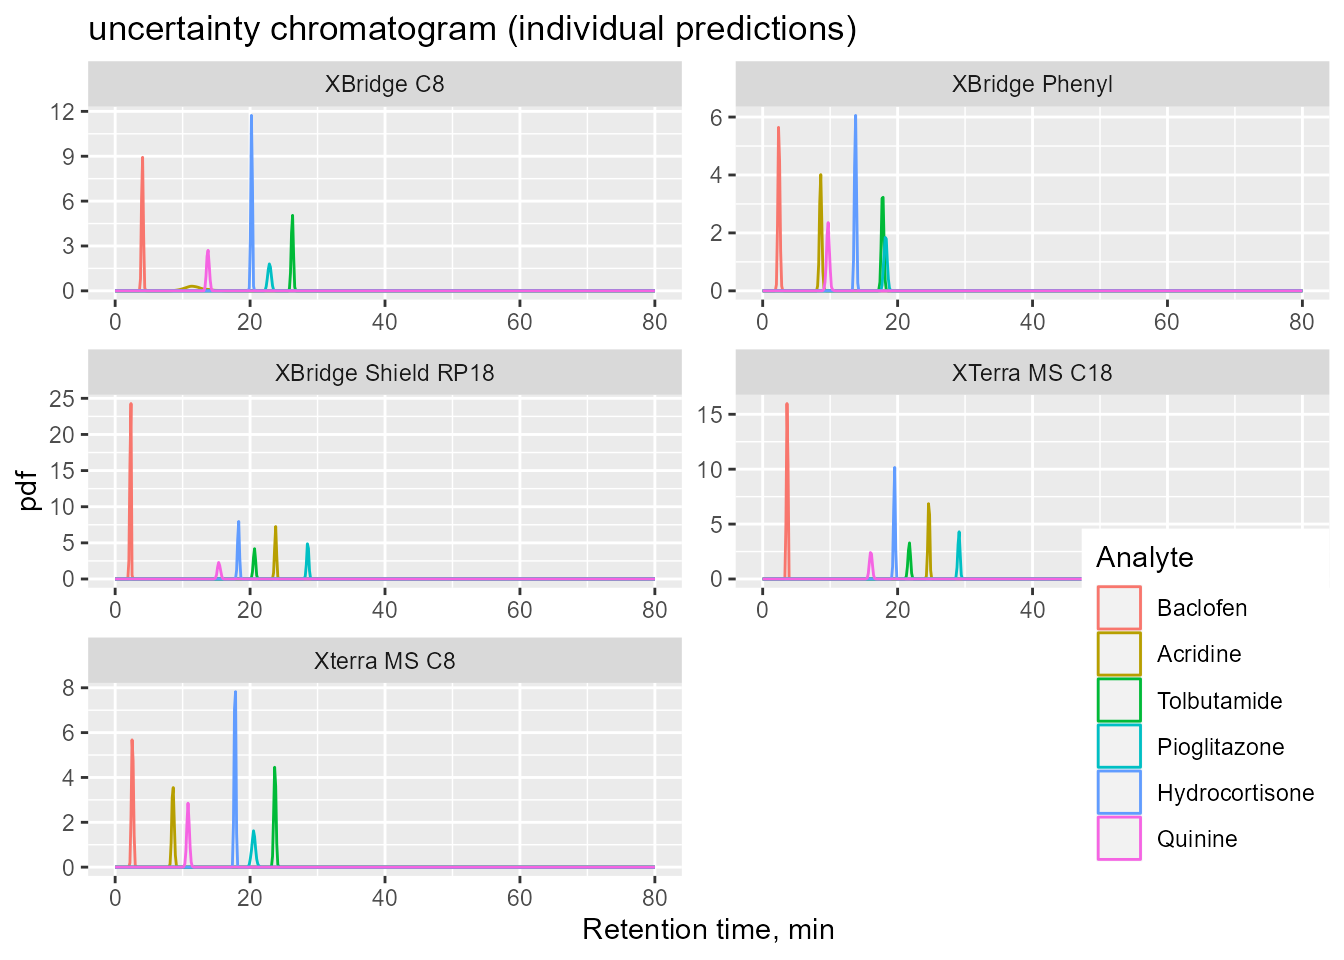 uncertainty chromatogram (individual predictions)
XBridge C8
XBridge Phenyl
12
9
6
3
0
0 20 40 60 80
6
4
2
0
0 20 40 60 80
XBridge Shield RP18
XTerra MS C18
25
20
15
10
5
0
0 20 40 60 80
15
10
5
0
0 20 40
pdf
Xterra MS C8
8
6
4
2
0
0 20 40 60 80
Retention time, min
Analyte
Baclofen
Acridine
Tolbutamide
Pioglitazone
Hydrocortisone
Quinine